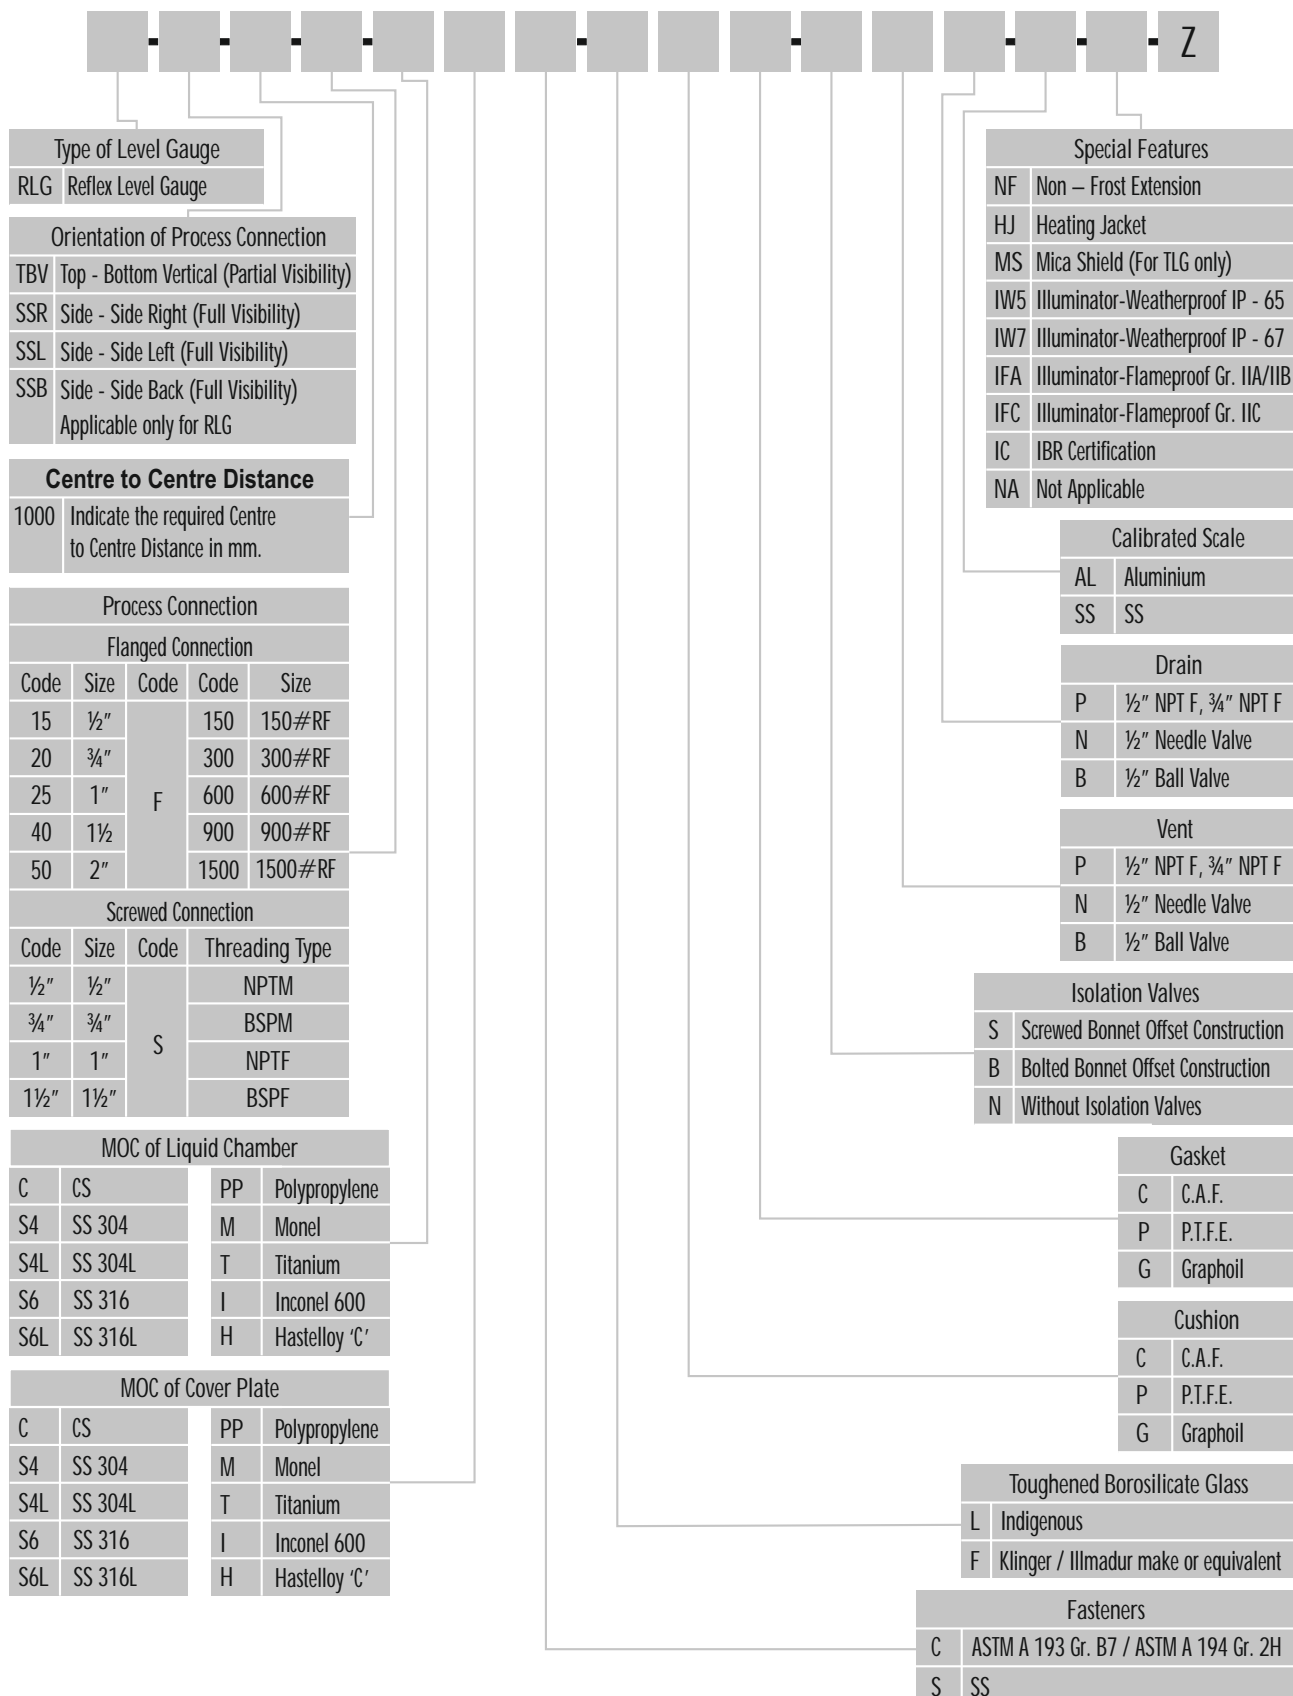 - - - - - - - - - Z
Type of Level Gauge
RLG Reflex Level Gauge
Orientation of Process Connection
TBV Top - Bottom Vertical (Partial Visibility)
SSR Side - Side Right (Full Visibility)
SSL Side - Side Left (Full Visibility)
SSB Side - Side Back (Full Visibility)
Applicable only for RLG
Centre to Centre Distance
1000 Indicate the required Centre
to Centre Distance in mm.
Process Connection
Flanged Connection
Code Size Code Code Size
15 ½" 150 150#RF
20 ¾" 300 300#RF
25 1" F 600 600#RF
40 1½ 900 900#RF
50 2" 1500 1500#RF
Screwed Connection
Code Size Code Threading Type
½" ½" NPTM
¾" ¾" BSPM
S
1" 1" NPTF
1½" 1½" BSPF
MOC of Liquid Chamber
C CS PP Polypropylene
S4 SS 304 M Monel
S4L SS 304L T Titanium
S6 SS 316 I Inconel 600
S6L SS 316L H Hastelloy ‘C’
MOC of Cover Plate
C CS PP Polypropylene
S4 SS 304 M Monel
S4L SS 304L T Titanium
S6 SS 316 I Inconel 600
S6L SS 316L H Hastelloy ‘C’
Special Features
NF Non – Frost Extension
HJ Heating Jacket
MS Mica Shield (For TLG only)
IW5 Illuminator-Weatherproof IP - 65
IW7 Illuminator-Weatherproof IP - 67
IFA Illuminator-Flameproof Gr. IIA/IIB
IFC Illuminator-Flameproof Gr. IIC
IC IBR Certification
NA Not Applicable
Calibrated Scale
AL Aluminium
SS SS
Drain
P ½" NPT F, ¾" NPT F
N ½" Needle Valve
B ½" Ball Valve
Vent
P ½" NPT F, ¾" NPT F
N ½" Needle Valve
B ½" Ball Valve
Isolation Valves
S Screwed Bonnet Offset Construction
B Bolted Bonnet Offset Construction
N Without Isolation Valves
Gasket
C C.A.F.
P P.T.F.E.
G Graphoil
Cushion
C C.A.F.
P P.T.F.E.
G Graphoil
Toughened Borosilicate Glass
L Indigenous
F Klinger / Illmadur make or equivalent
Fasteners
C ASTM A 193 Gr. B7 / ASTM A 194 Gr. 2H
S SS